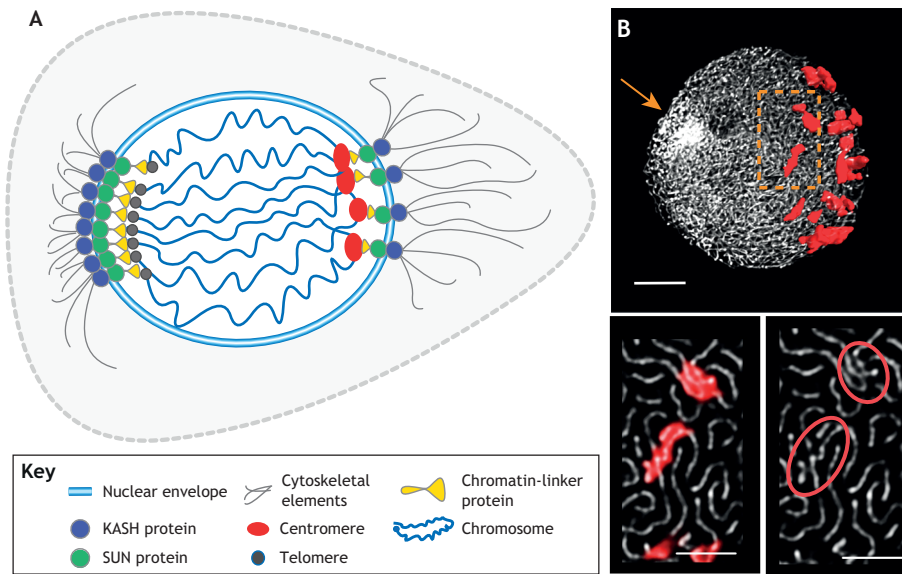 A
B
Key
Nuclear envelope
Cytoskeletal
elements
Chromatin-linker
protein
KASH protein
Centromere
Chromosome
SUN protein
Telomere